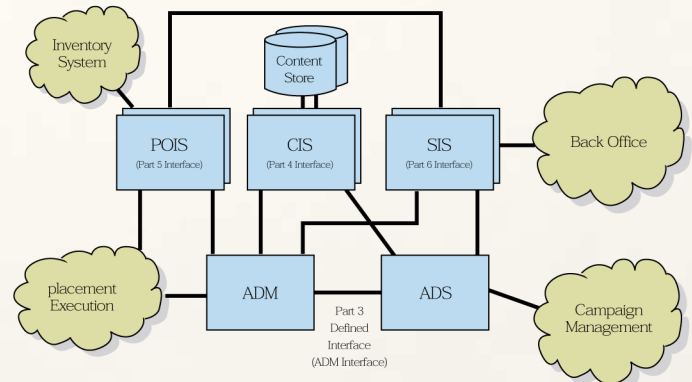 Inventory
System
Content
Store
POIS
(Part 5 Interface)
CIS
(Part 4 Interface)
SIS
(Part 6 Interface)
Back Office
placement
Execution
ADM
ADS
Part 3
Defined
Interface
(ADM Interface)
Campaign
Management